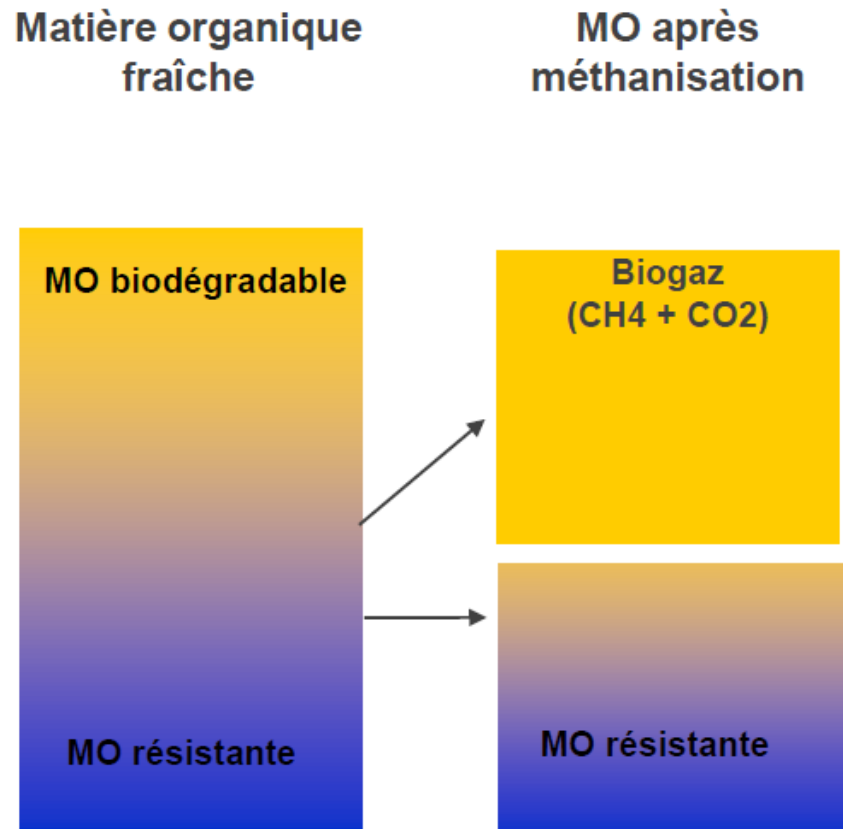 Matière organique
fraîche
MO après
méthanisation
MO biodégradable
MO résistante
Biogaz
(CH4 + CO2)
MO résistante